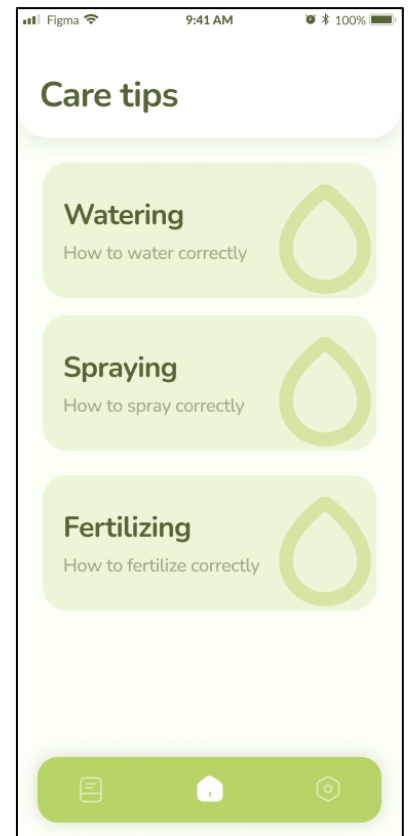 Figma 9:41 AM 100%
Care tips
Watering
How to water correctly
Spraying
How to spray correctly
Fertilizing
How to fertilize correctly